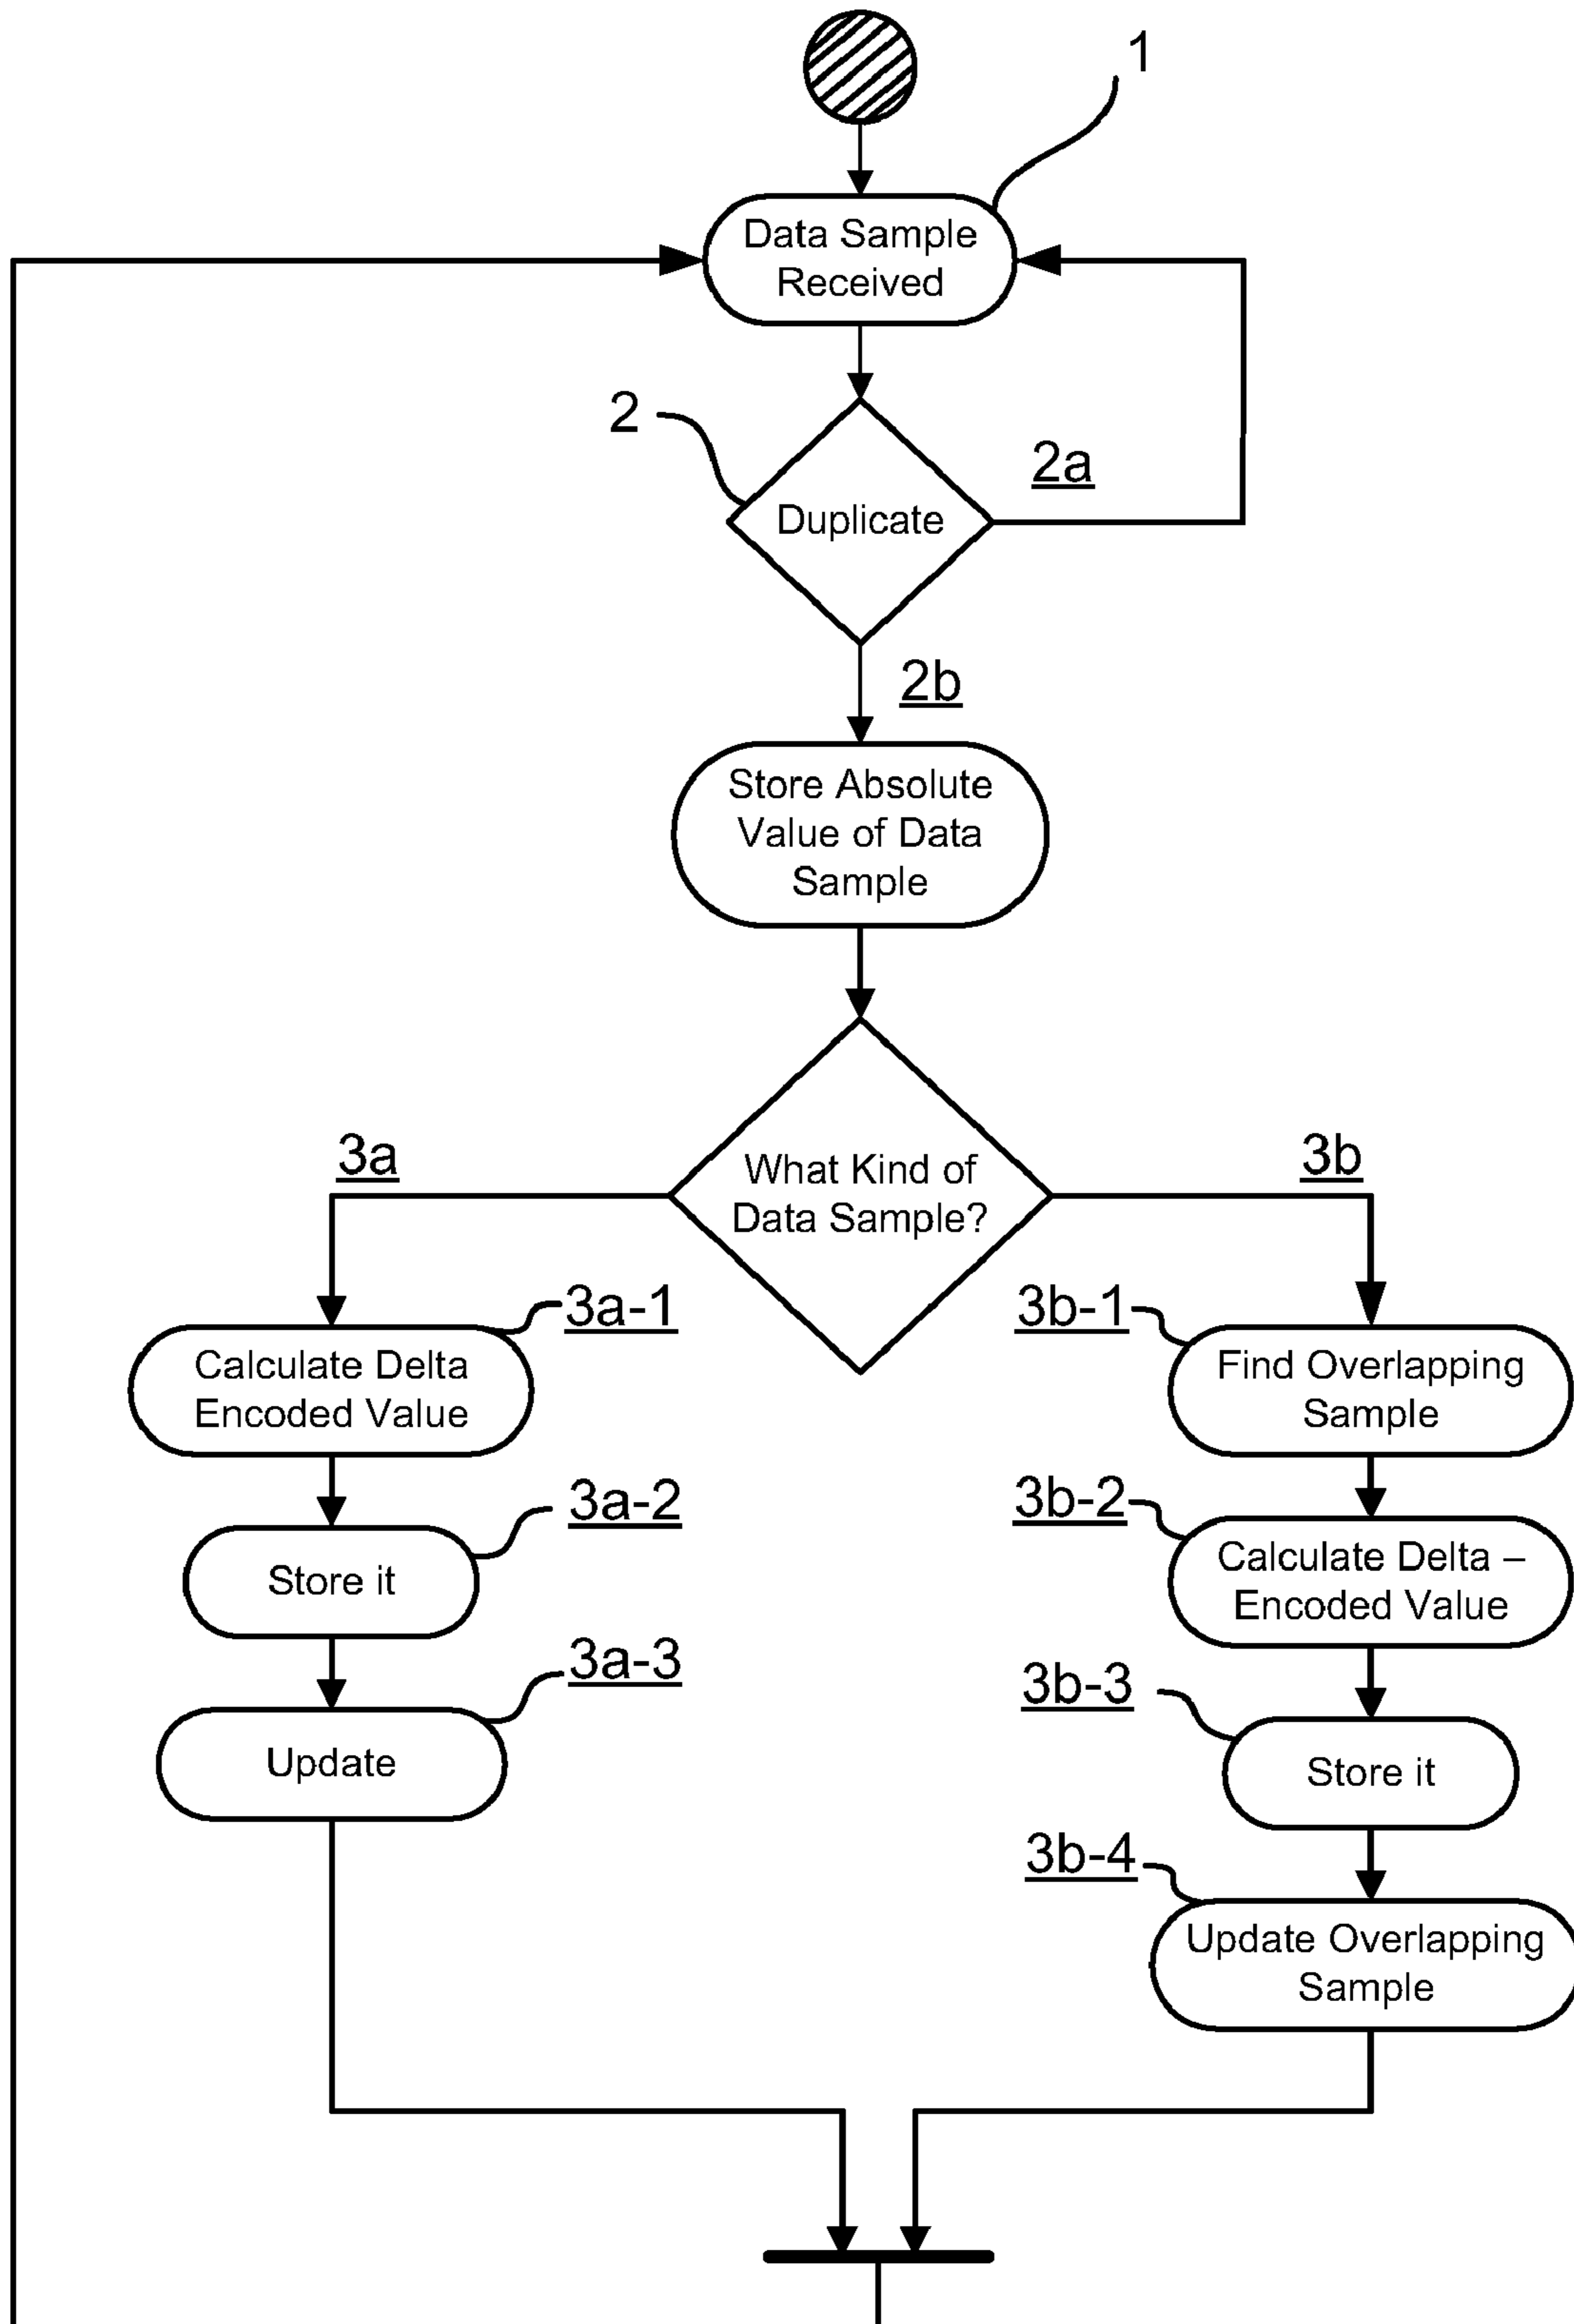 1
Data Sample
Received
2
2a
Duplicate
2b
Store Absolute
Value of Data
Sample
3a
What Kind of
Data Sample?
3b
3a-1
Calculate Delta
Encoded Value
3a-2
Store it
3a-3
Update
3b-1
Find Overlapping
Sample
3b-2
Calculate Delta –
Encoded Value
3b-3
Store it
3b-4
Update Overlapping
Sample